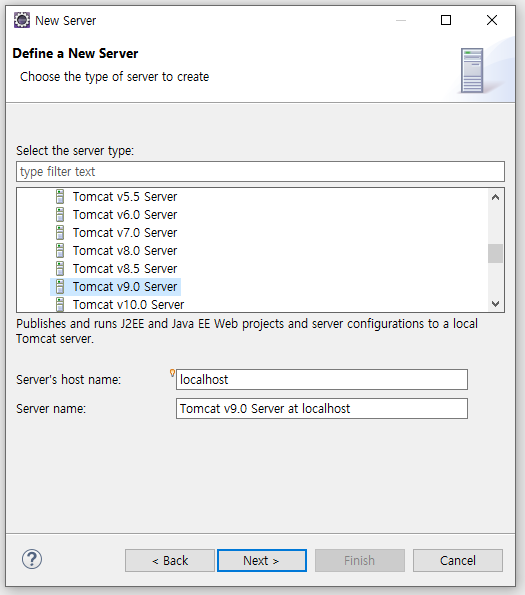 New Server
Define a New Server
Choose the type of server to create
Select the server type:
type filter text
Tomcat v5.5 Server
Tomcat v6.0 Server
Tomcat v7.0 Server
Tomcat v8.0 Server
Tomcat v8.5 Server
Tomcat v9.0 Server
Tomcat v10.0 Server
Publishes and runs J2EE and Java EE Web projects and server configurations to a local
Tomcat server.
Server's host name: localhost
Server name: Tomcat v9.0 Server at localhost
? < Back Next > Finish Cancel